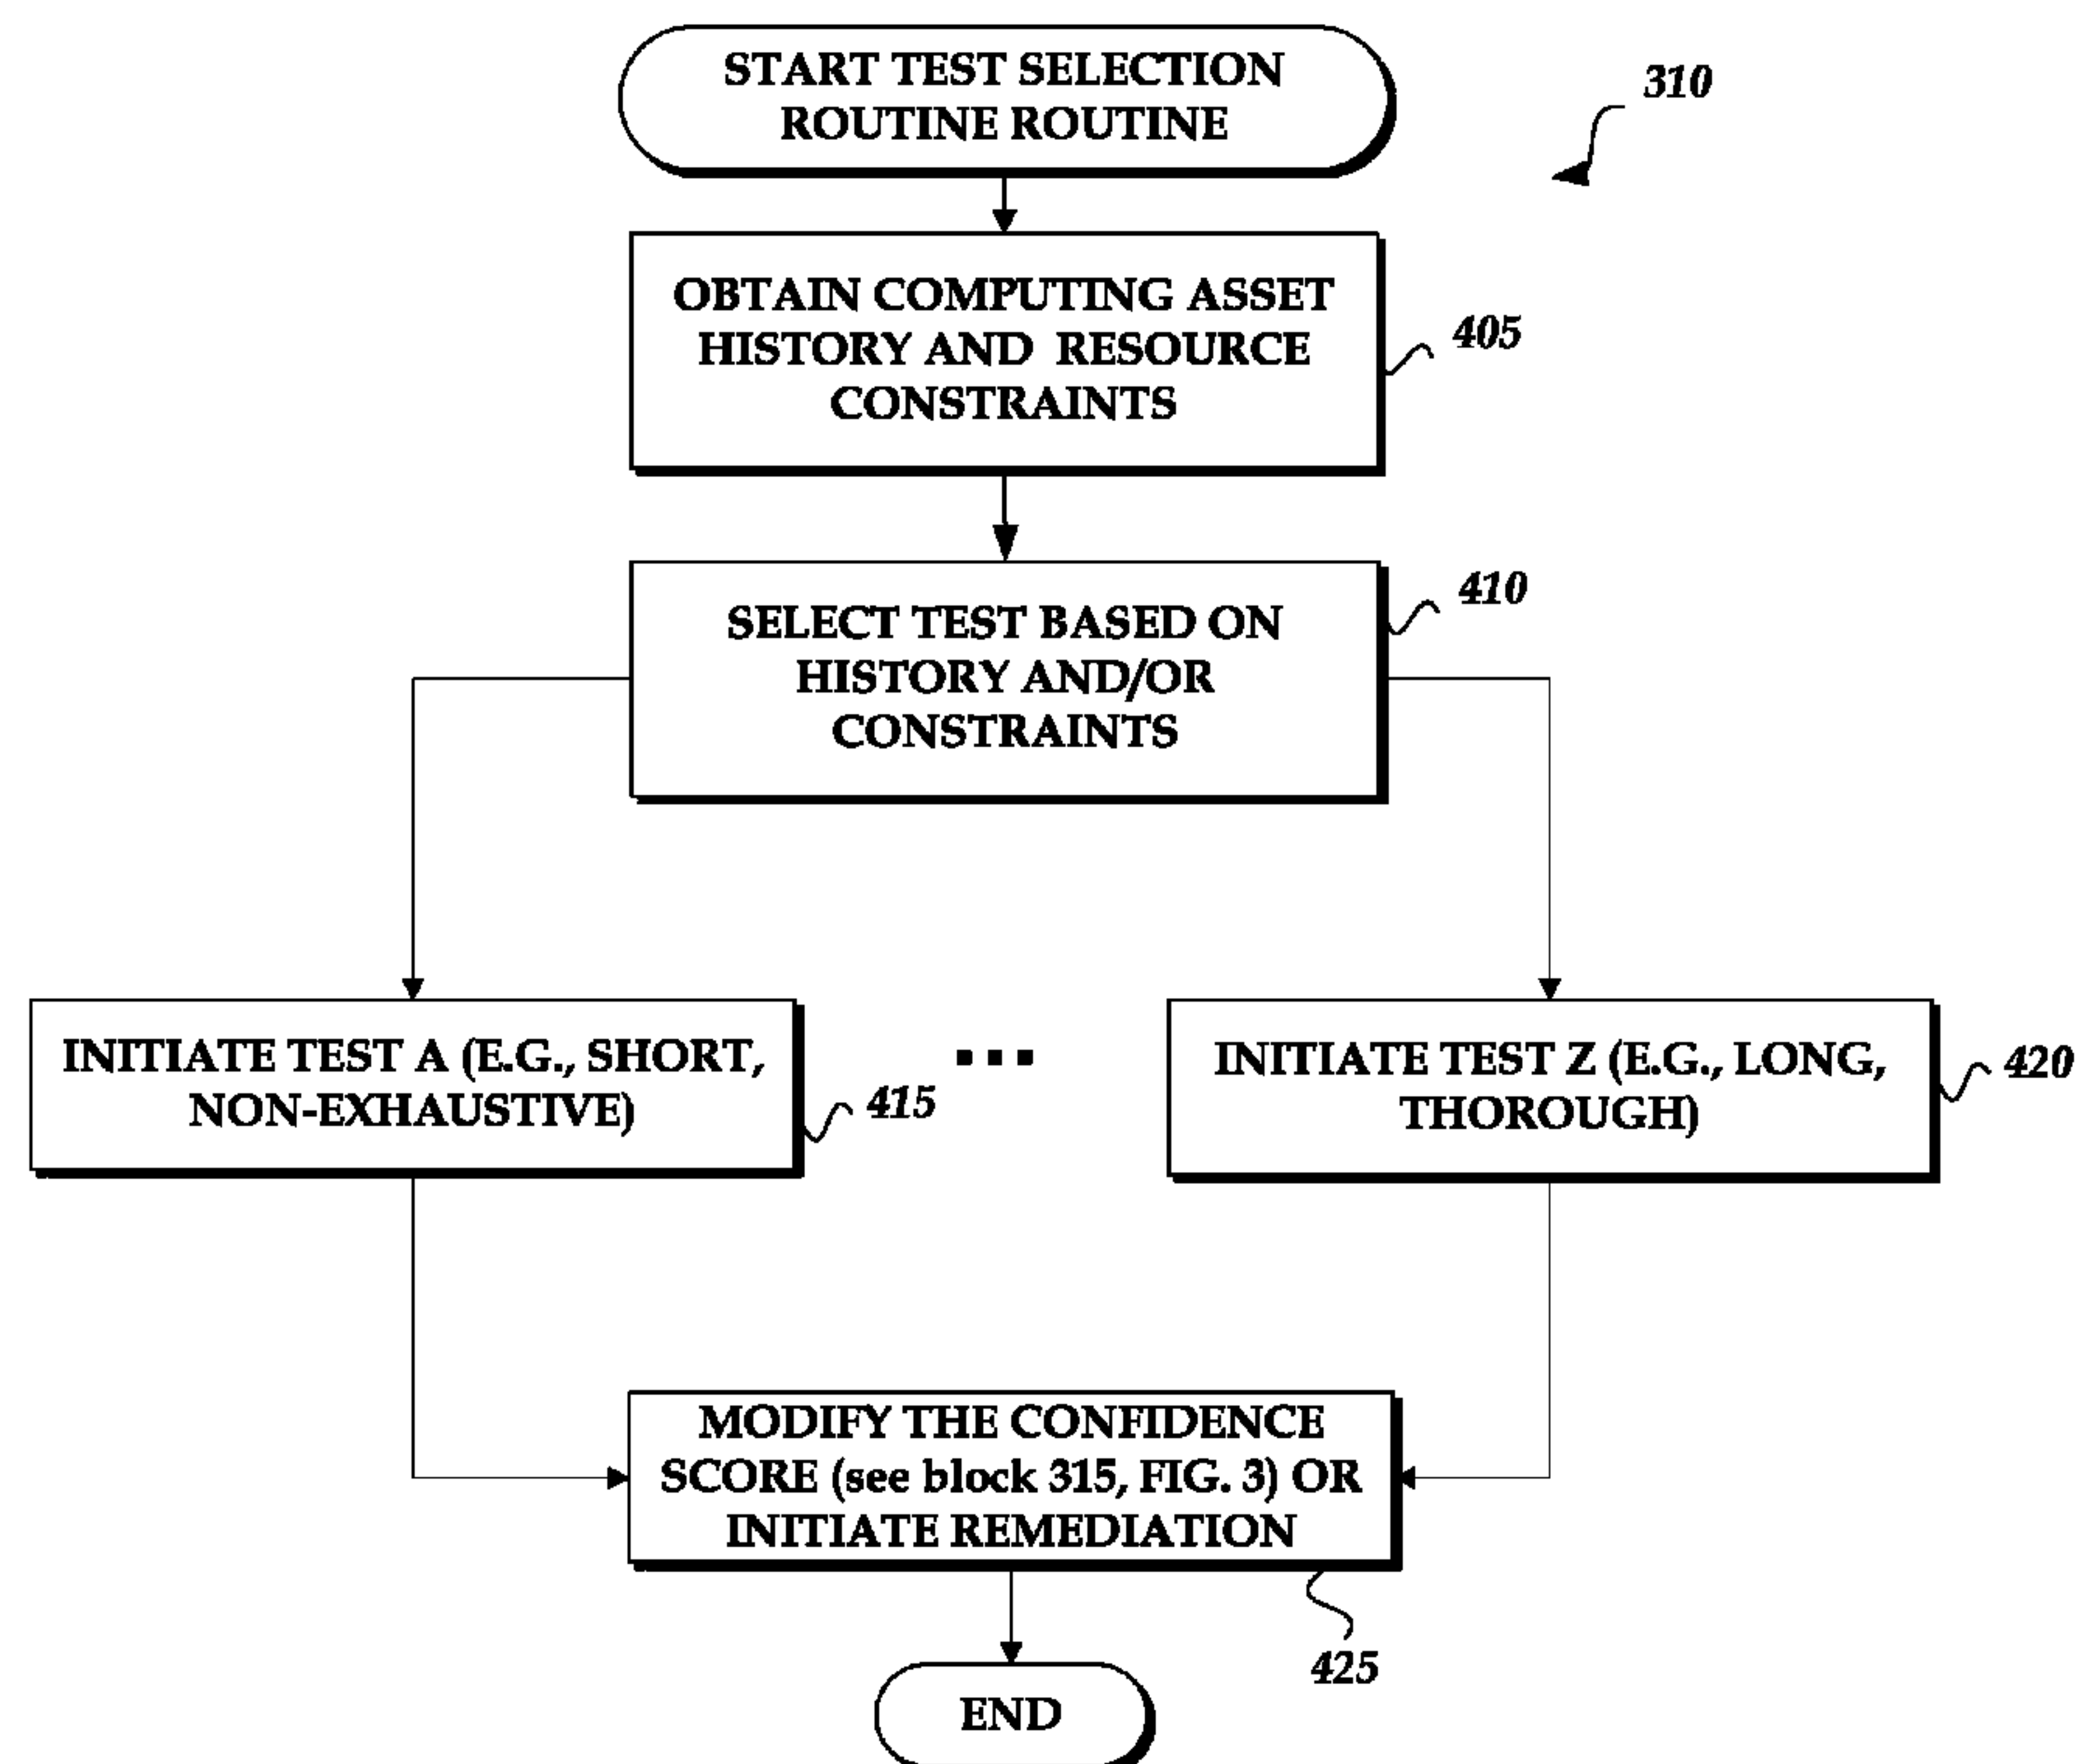 START TEST SELECTION
ROUTINE ROUTINE
310
OBTAIN COMPUTING ASSET
HISTORY AND RESOURCE
CONSTRAINTS
405
SELECT TEST BASED ON
HISTORY AND/OR
CONSTRAINTS
410
INITIATE TEST A (E.G., SHORT,
NON-EXHAUSTIVE)
415
...
INITIATE TEST Z (E.G., LONG,
THOROUGH)
420
MODIFY THE CONFIDENCE
SCORE (see block 315, FIG. 3) OR
INITIATE REMEDIATION
425
END